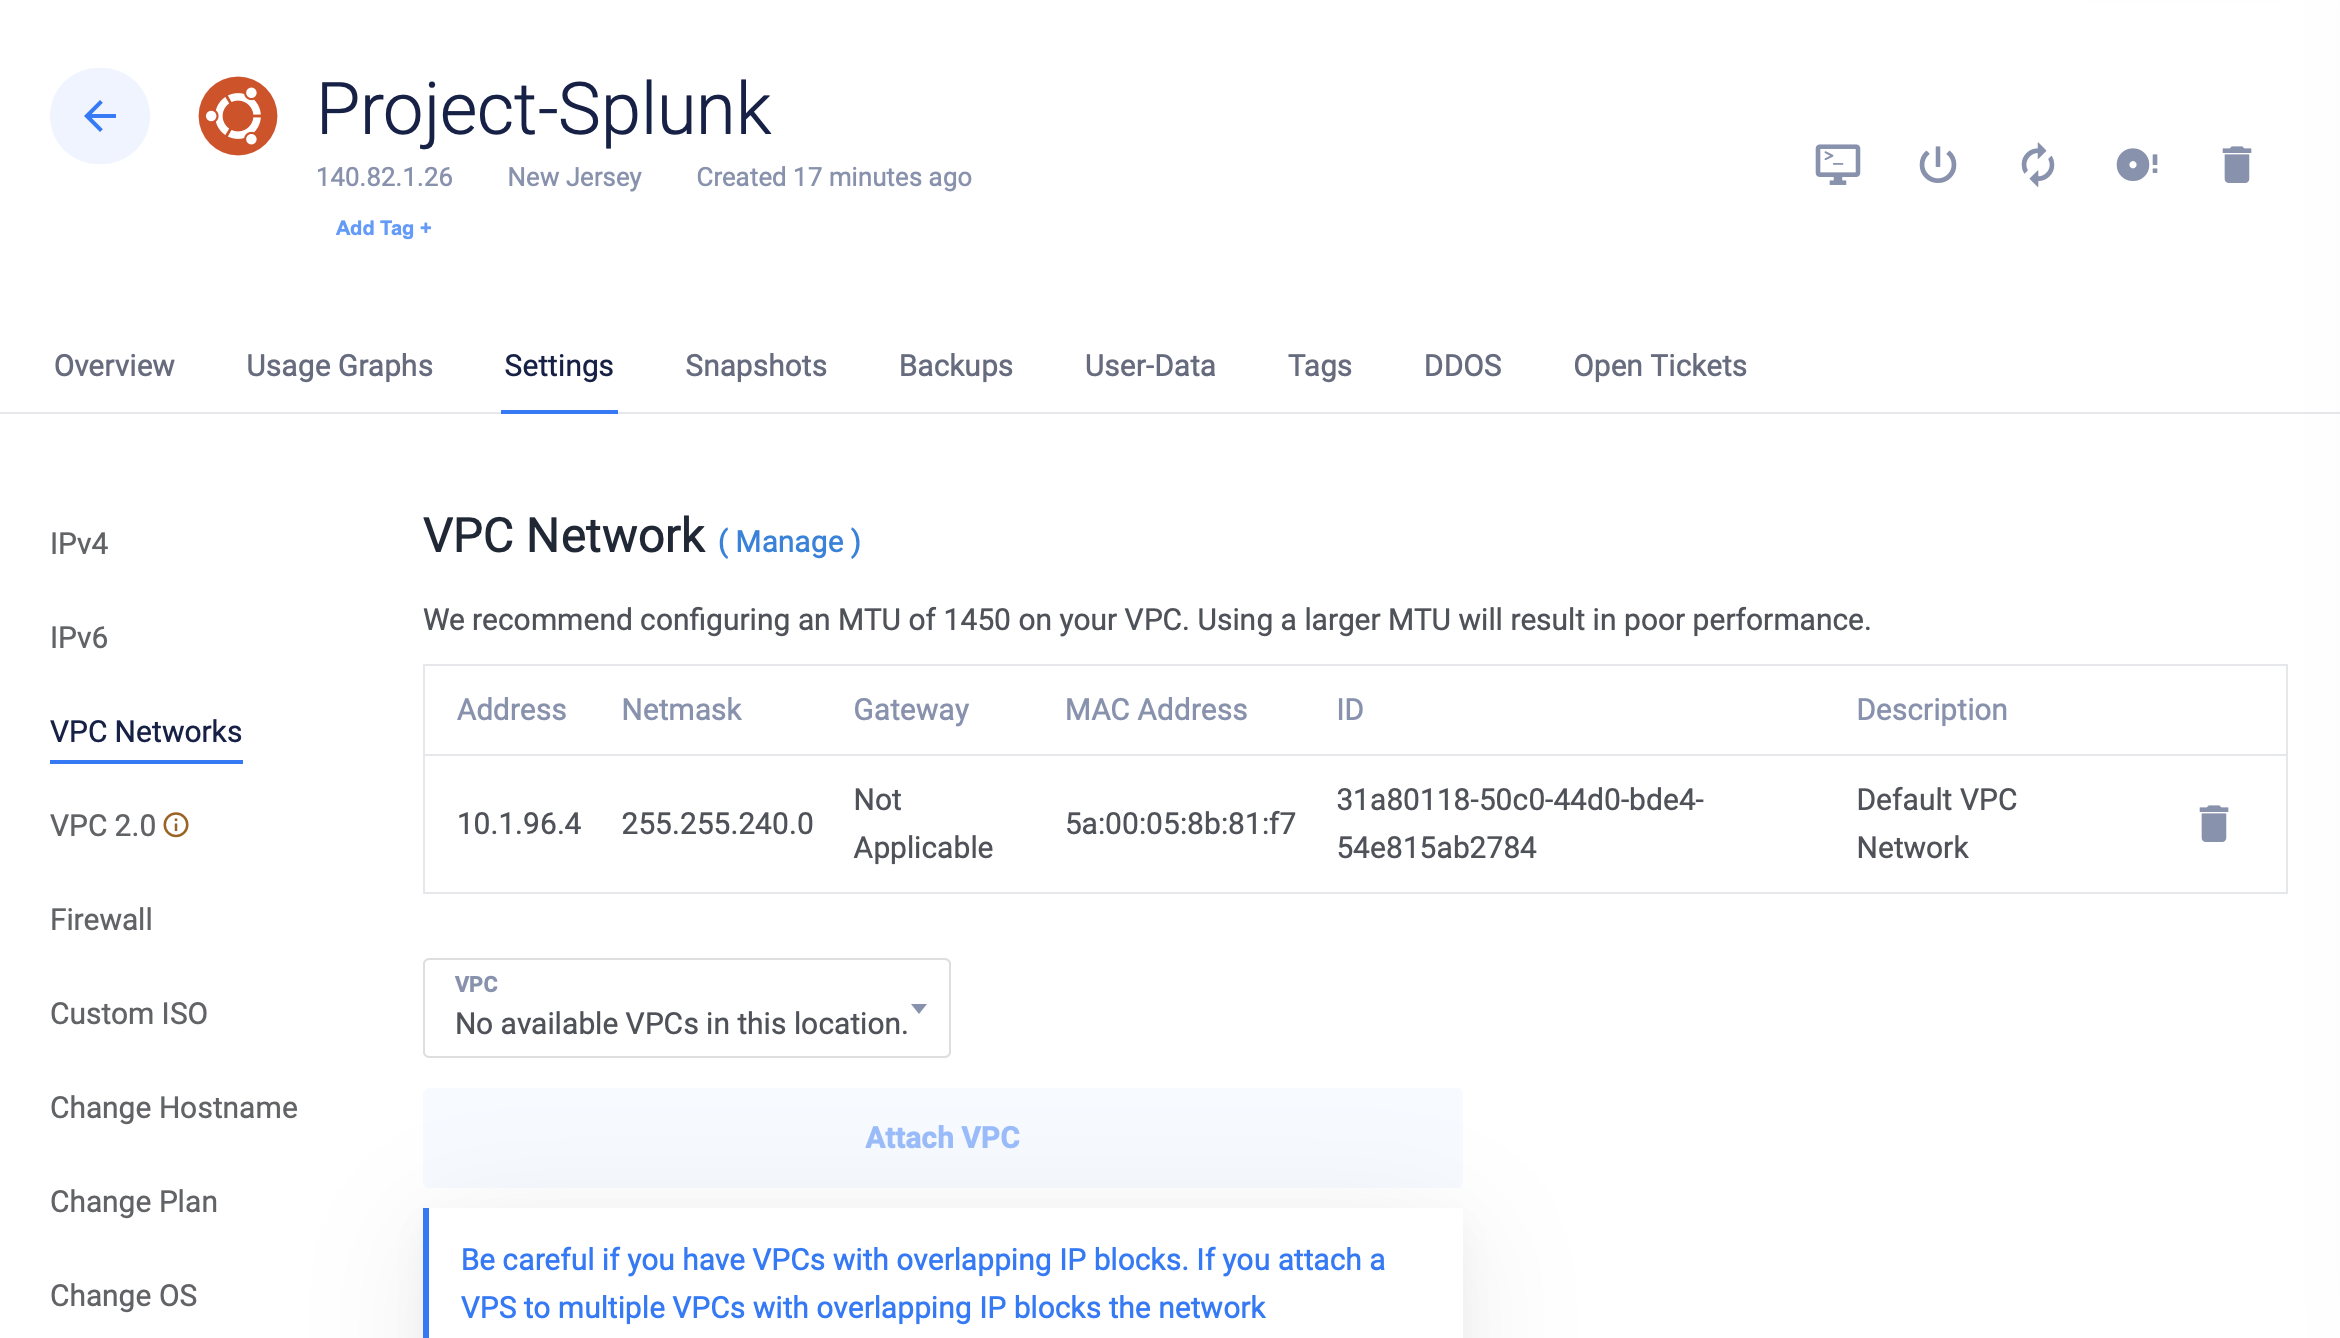 Project-Splunk
140.82.1.26 New Jersey Created 17 minutes ago
Add Tag +
Overview Usage Graphs Settings Snapshots Backups User-Data Tags DDOS Open Tickets
IPv4
IPv6
VPC Networks
VPC 2.0
Firewall
Custom ISO
Change Hostname
Change Plan
Change OS
VPC Network ( Manage )
We recommend configuring an MTU of 1450 on your VPC. Using a larger MTU will result in poor performance.
Address Netmask Gateway MAC Address ID Description
10.1.96.4 255.255.240.0 Not Applicable 5a:00:05:8b:81:f7 31a80118-50c0-44d0-bde4-54e815ab2784 Default VPC Network
VPC
No available VPCs in this location.
Attach VPC
Be careful if you have VPCs with overlapping IP blocks. If you attach a
VPS to multiple VPCs with overlapping IP blocks the network